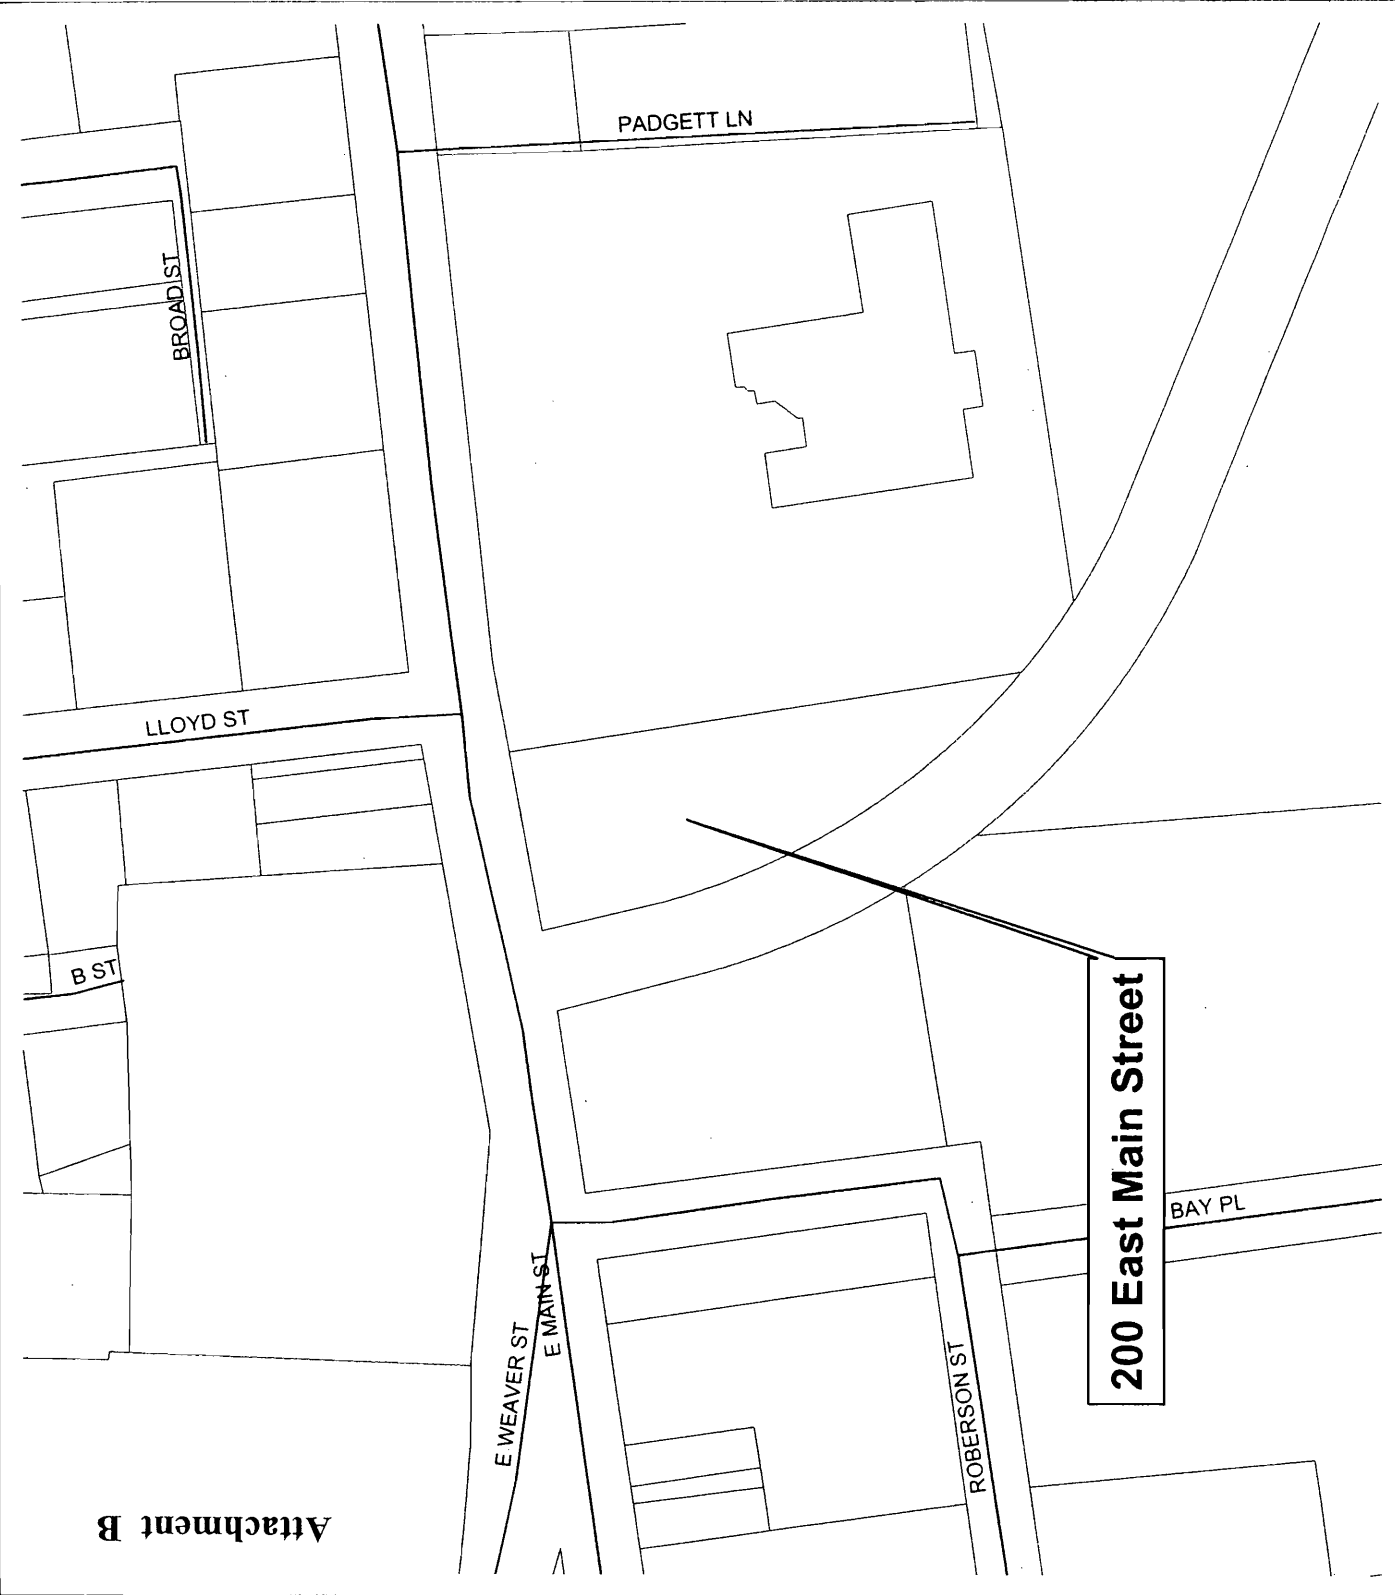 PADGETT LN
BROAD ST
LLOYD ST
B ST
200 East Main Street
BAY PL
E MAIN ST
E WEAVER ST
ROBERSON ST
Attachment B